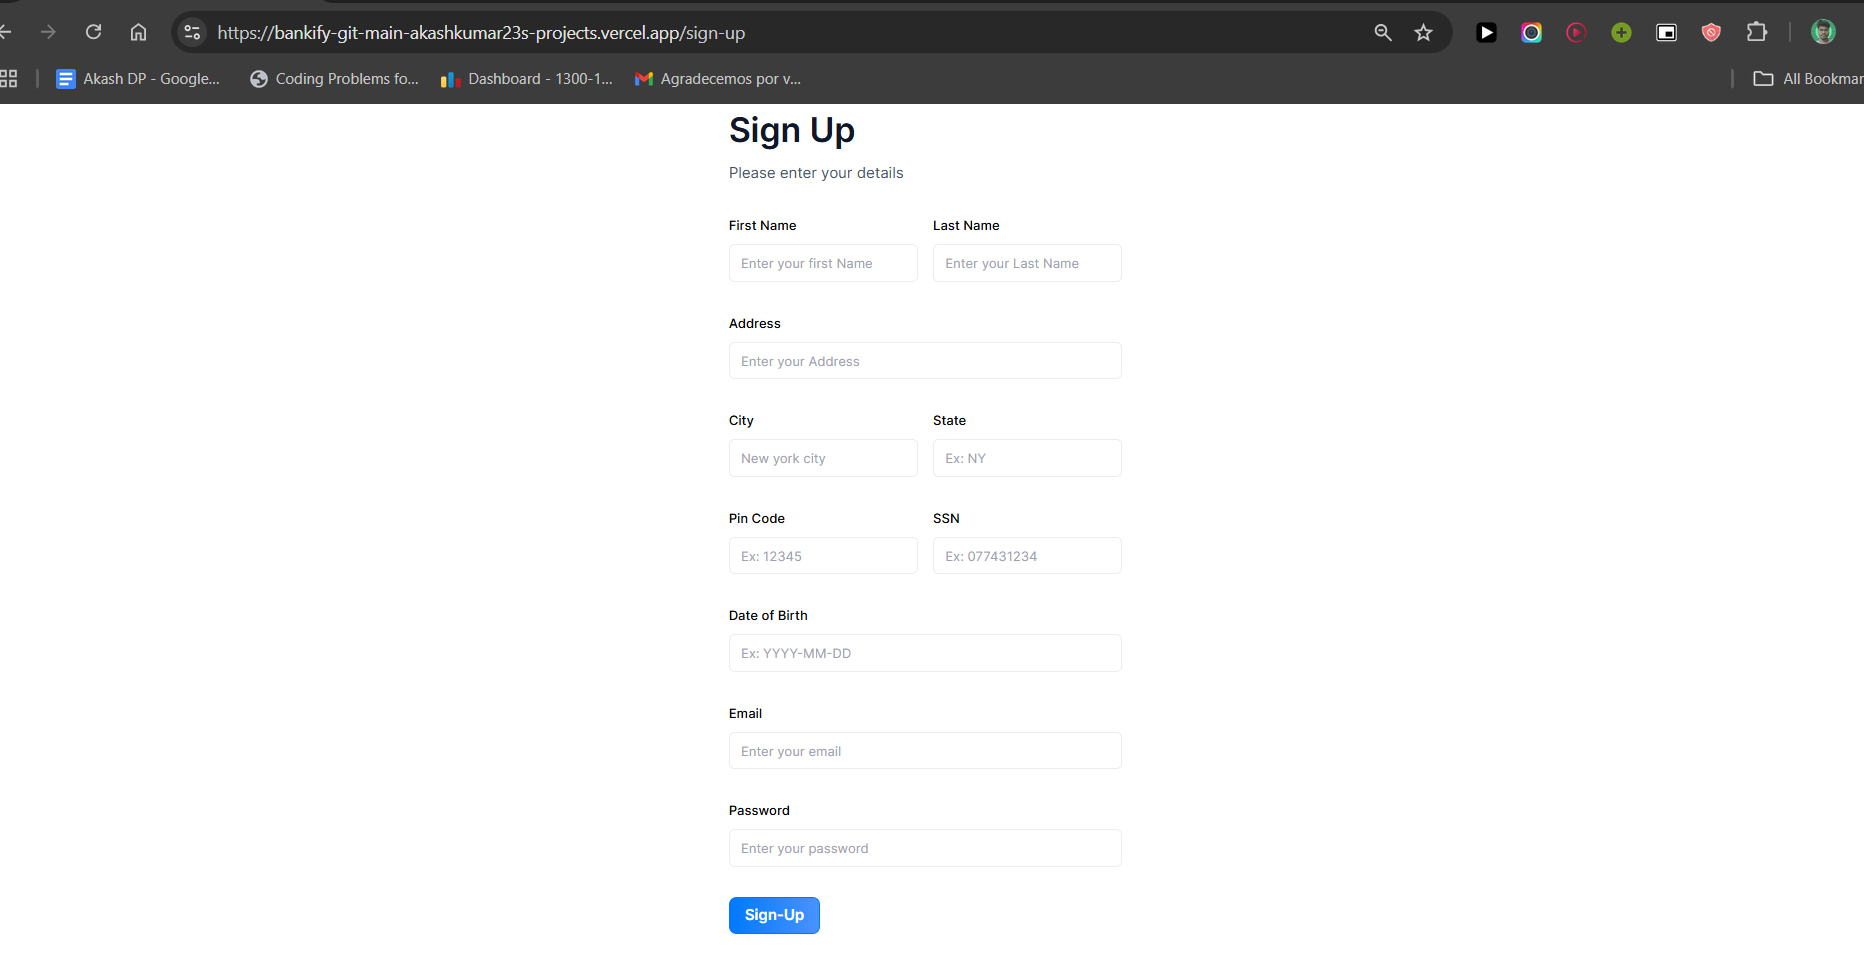 https://bankify-git-main-akashkumar23s-projects.vercel.app/sign-up
Akash DP - Google... Coding Problems fo... Dashboard - 1300-1... Agradecemos por v... All Bookmar
Sign Up
Please enter your details
First Name Last Name
Enter your first Name Enter your Last Name
Address
Enter your Address
City State
New york city Ex: NY
Pin Code SSN
Ex: 12345 Ex: 077431234
Date of Birth
Ex: YYYY-MM-DD
Email
Enter your email
Password
Enter your password
Sign-Up